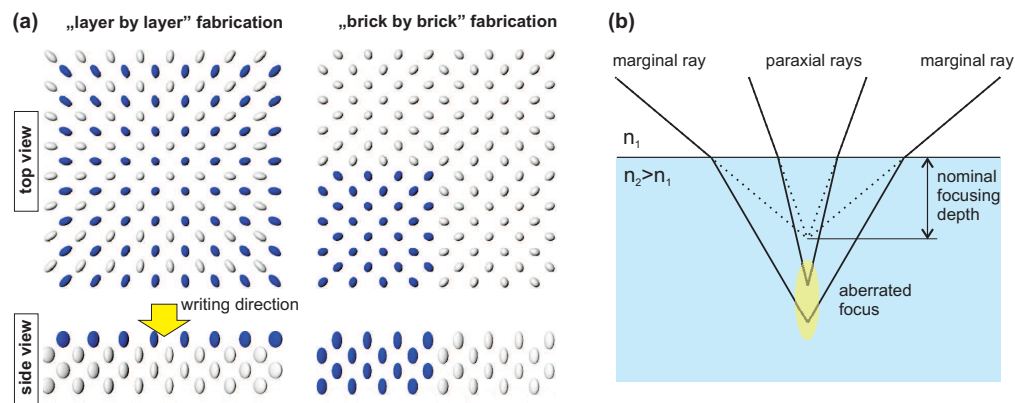 (a)
„layer by layer” fabrication
„brick by brick” fabrication
top view
writing direction
side view
(b)
marginal ray
paraxial rays
marginal ray
n₁
n₂>n₁
nominal
focusing
depth
aberrated
focus